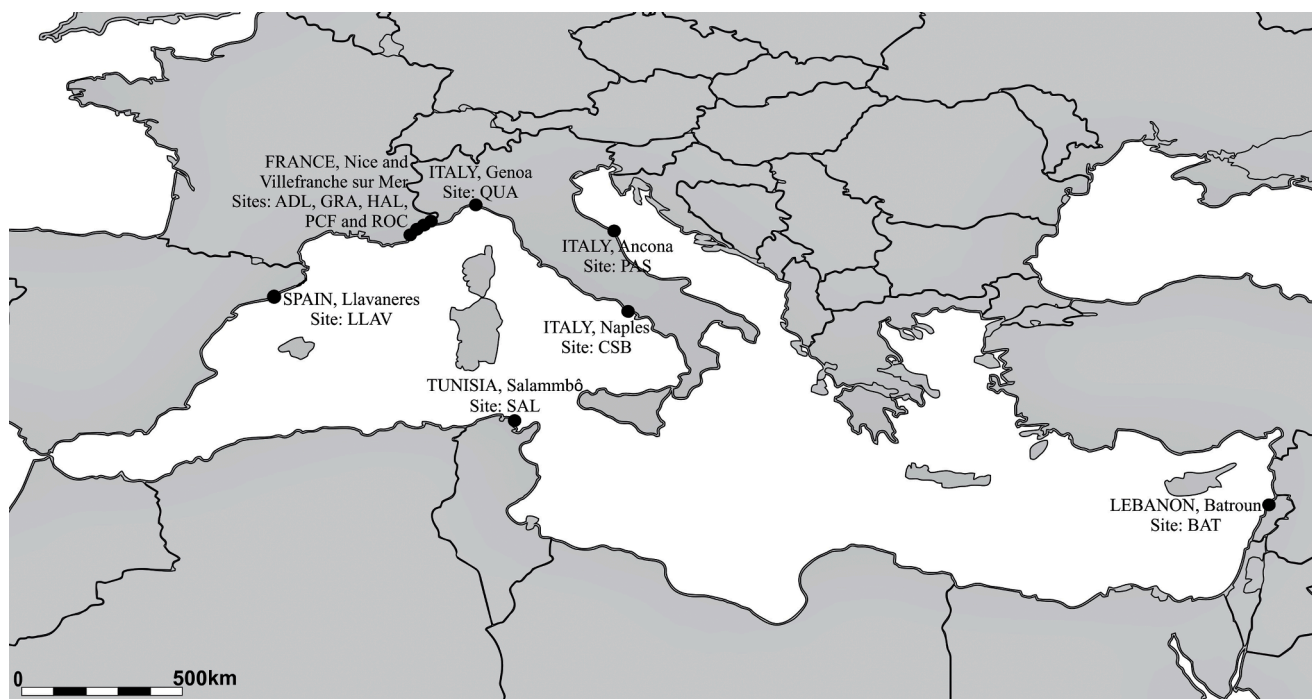 FRANCE, Nice and
Villefranche sur Mer
Sites: ADL, GRA, HAL,
PCF and ROC
ITALY, Genoa
Site: QUA
ITALY, Ancona
Site: PAS
SPAIN, Llavaneres
Site: LLAV
ITALY, Naples
Site: CSB
TUNISIA, Salammbô
Site: SAL
LEBANON, Batroun
Site: BAT
0 500km